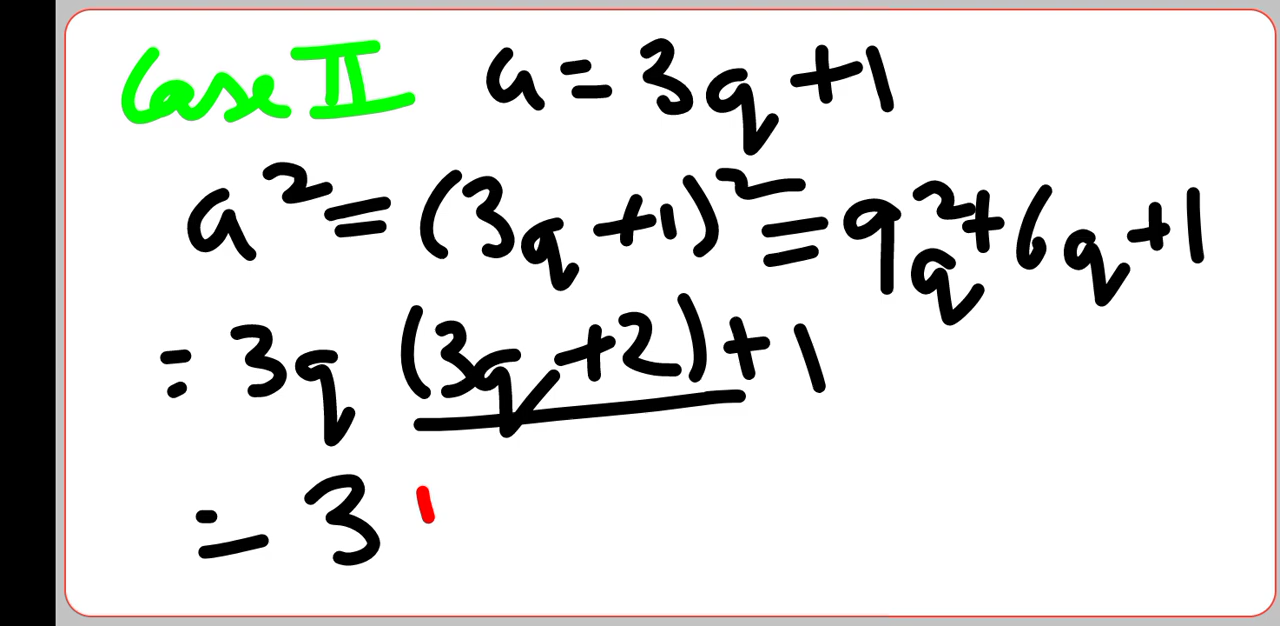 Case II a = 3q + 1
a² = (3q + 1)² = 9q² + 6q + 1
= 3q (3q + 2) + 1
= 3